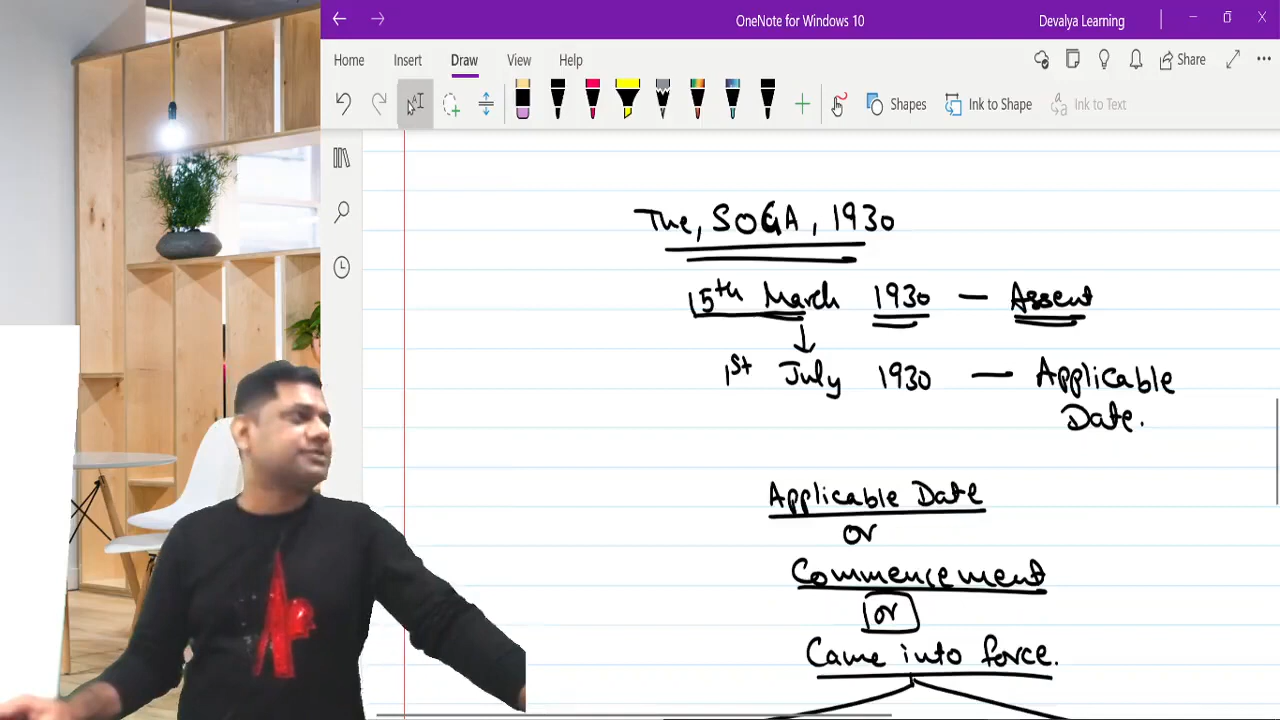 OneNote for Windows 10
Devalya Learning
Home Insert Draw View Help
Share
Shapes
Ink to Shape
Ink to Text
The, SOGA, 1930
15th March 1930 — Assent
1st July 1930 — Applicable
Date.
Applicable Date
or
Commencement
or
Came into force.